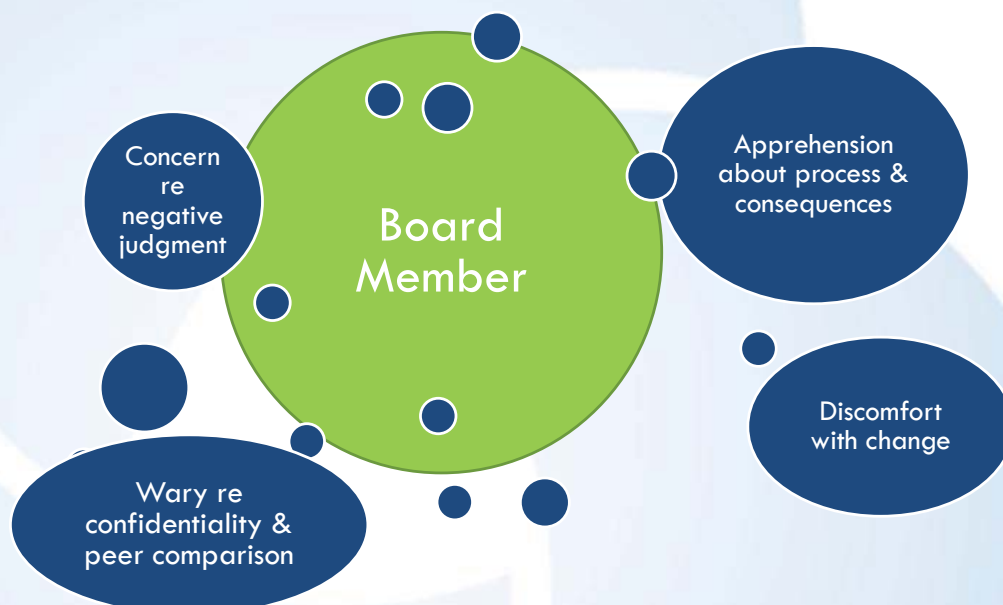 Concern
re
negative
judgment
Board
Member
Apprehension
about process &
consequences
Discomfort
with change
Wary re
confidentiality &
peer comparison